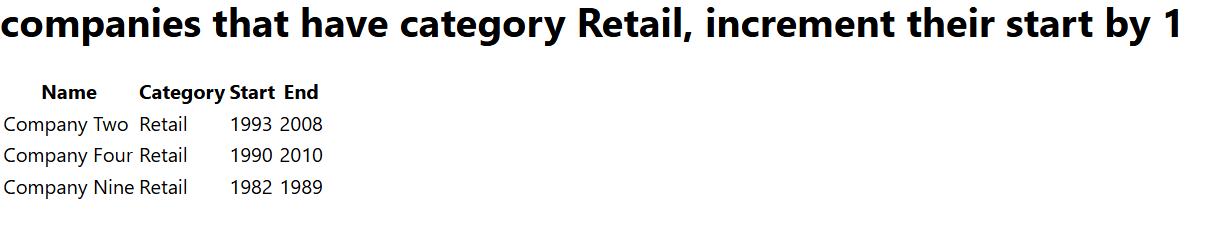 companies that have category Retail, increment their start by 1
Name Category Start End
Company Two Retail 1993 2008
Company Four Retail 1990 2010
Company Nine Retail 1982 1989